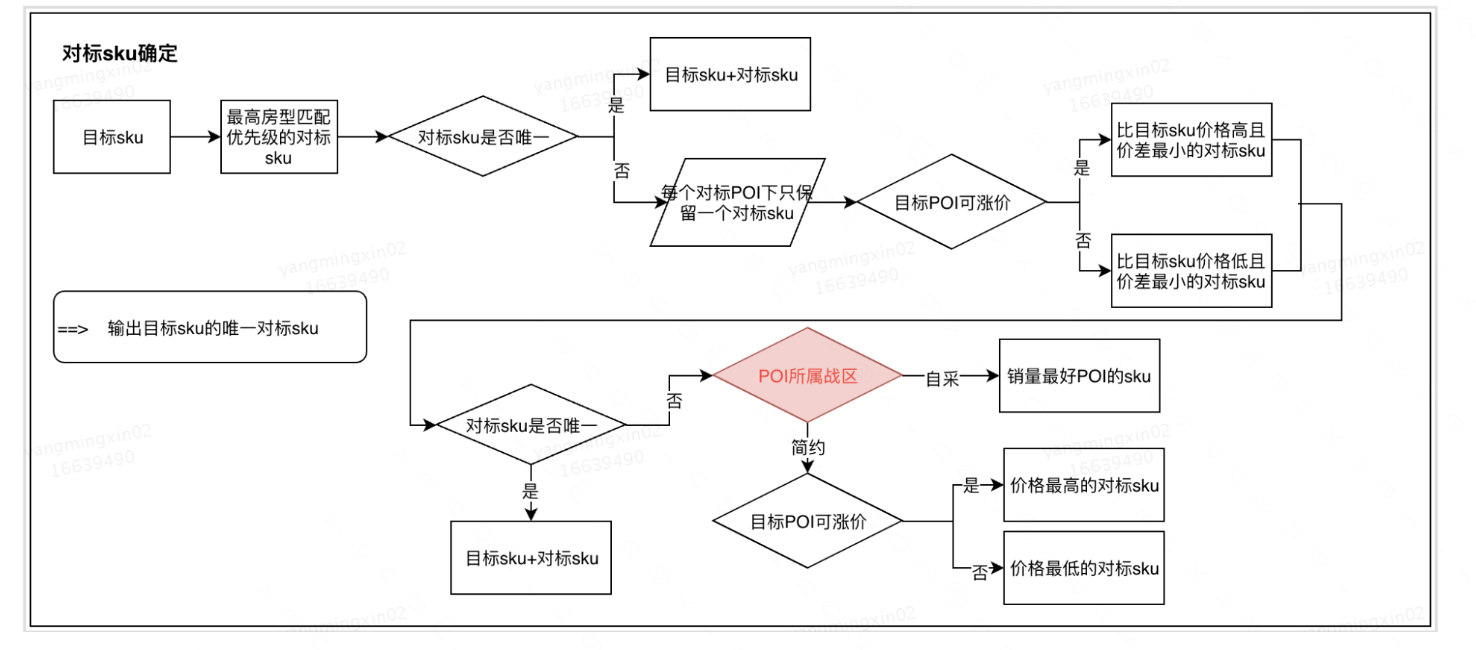 对标sku确定
目标sku
最高房型匹配
优先级的对标
sku
对标sku是否唯一
是
目标sku+对标sku
否
每个对标POI下只保
留一个对标sku
目标POI可涨价
是
比目标sku价格高且
价差最小的对标sku
否
比目标sku价格低且
价差最小的对标sku
==> 输出目标sku的唯一对标sku
对标sku是否唯一
是
目标sku+对标sku
否
POI所属战区
自采
销量最好POI的sku
简约
目标POI可涨价
是
价格最高的对标sku
否
价格最低的对标sku
yangmingxin02
16639490
yangmingxin02
16639490
yangmingxin02
16639490
yangmingxin02
16639490
yangmingxin02
16639490
yangmingxin02
16639490
yangmingxin02
16639490
yangmingxin02
16639490
yangmingxin02
16639490
yangmingxin02
yangmingxin02
yangmingxin02